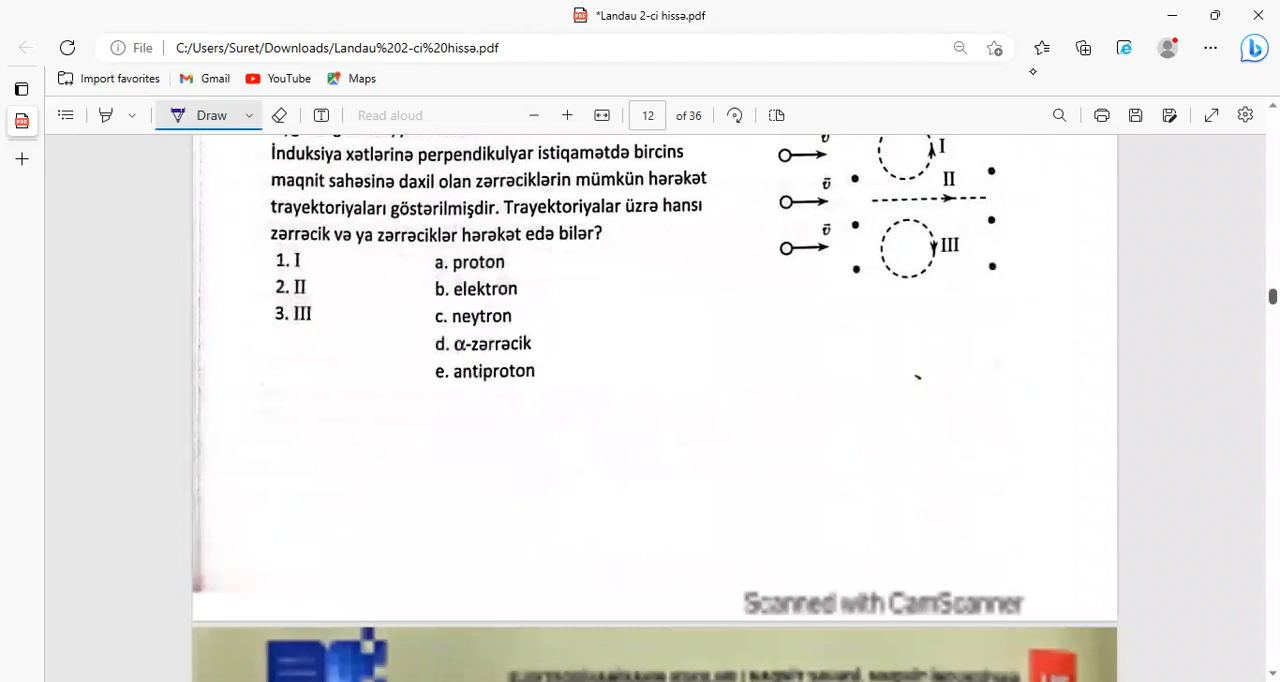 *Landau 2-ci hissə.pdf
File C:/Users/Suret/Downloads/Landau%202-ci%20hissə.pdf
Import favorites Gmail YouTube Maps
Draw Read aloud 12 of 36
İnduksiya xətlərinə perpendikulyar istiqamətdə bircins
maqnit sahəsinə daxil olan zərrəciklərin mümkün hərəkət
trayektoriyaları göstərilmişdir. Trayektoriyalar üzrə hansı
zərrəcik və ya zərrəciklər hərəkət edə bilər?
1. I
2. II
3. III
a. proton
b. elektron
c. neytron
d. α-zərrəcik
e. antiproton
I
v⃗ II
v⃗ III
Scanned with CamScanner